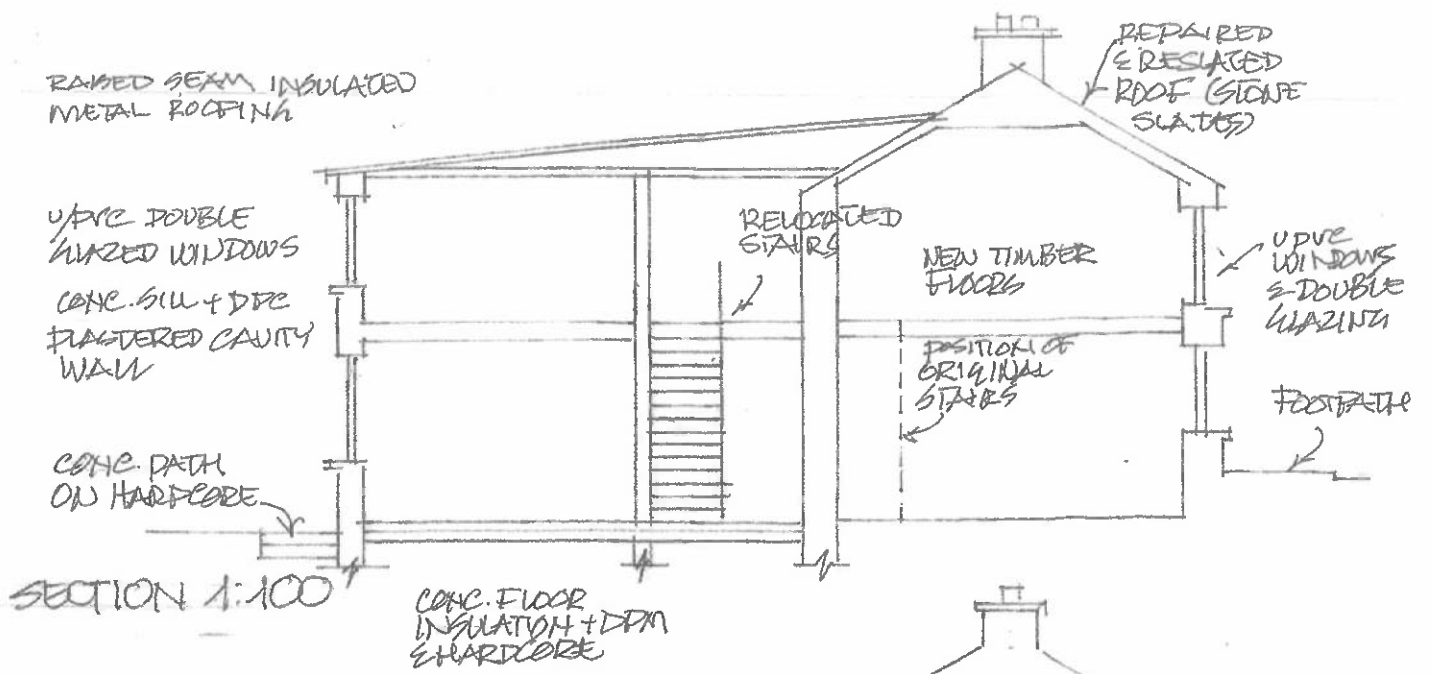 RAISED SEAM INSULATED
METAL ROOFING
REPAIRED
& RESLATED
ROOF (STONE
SLATES)
U/PVC DOUBLE
GLAZED WINDOWS
CONC. SILL + DPC
PLASTERED CAVITY
WALL
RELOCATED
STAIRS
NEW TIMBER
FLOORS
UPVC
WINDOWS
& DOUBLE
GLAZING
POSITION OF
ORIGINAL
STAIRS
FOOTPATH
CONC. PATH
ON HARDCORE
SECTION 1:100
CONC. FLOOR
INSULATION + DPM
& HARDCORE